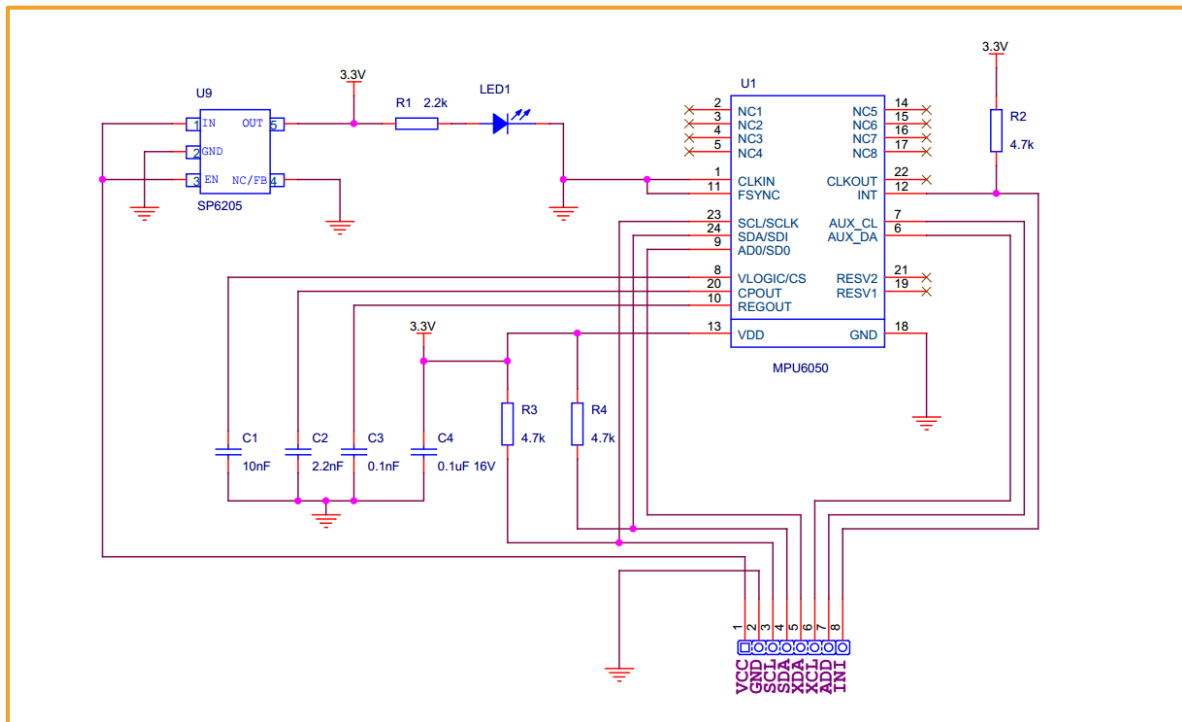 3.3V
U9
1 IN OUT 5
2 GND
3 EN NC/FB 4
SP6205
R1 2.2k
LED1
U1
2 NC1
3 NC2
4 NC3
5 NC4
1 CLKIN
11 FSYNC
23 SCL/SCLK
24 SDA/SDI
9 AD0/SD0
8 VLOGIC/CS
20 CPOUT
10 REGOUT
13 VDD
NC5 14
NC6 15
NC7 16
NC8 17
CLKOUT 22
INT 12
AUX_CL 7
AUX_DA 6
RESV2 21
RESV1 19
GND 18
MPU6050
3.3V
R2
4.7k
3.3V
C1
10nF
C2
2.2nF
C3
0.1nF
C4
0.1uF 16V
R3
4.7k
R4
4.7k
1 VCC
2 GND
3 SCL
4 SDA
5 XDA
6 XCL
7 ADD
8 INI